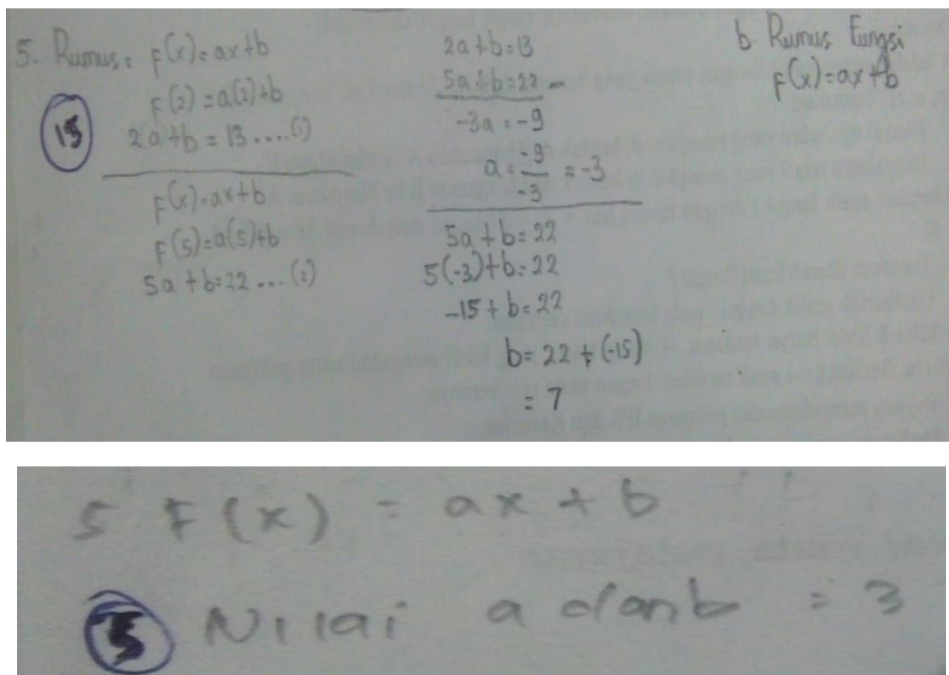 5. Rumus: f(x)=ax+b
f(2)=a(2)+b
15
2a+b=13....(1)
f(x)=ax+b
f(5)=a(5)+b
5a+b=22...(2)
2a+b=13
5a+b=22 -
-3a=-9
a=-9/-3=-3
5a+b=22
5(-3)+b=22
-15+b=22
b=22+(-15)
=7
b. Rumus Fungsi
f(x)=ax+b
5 F(x) = ax + b
5 Nilai a dan b = 3